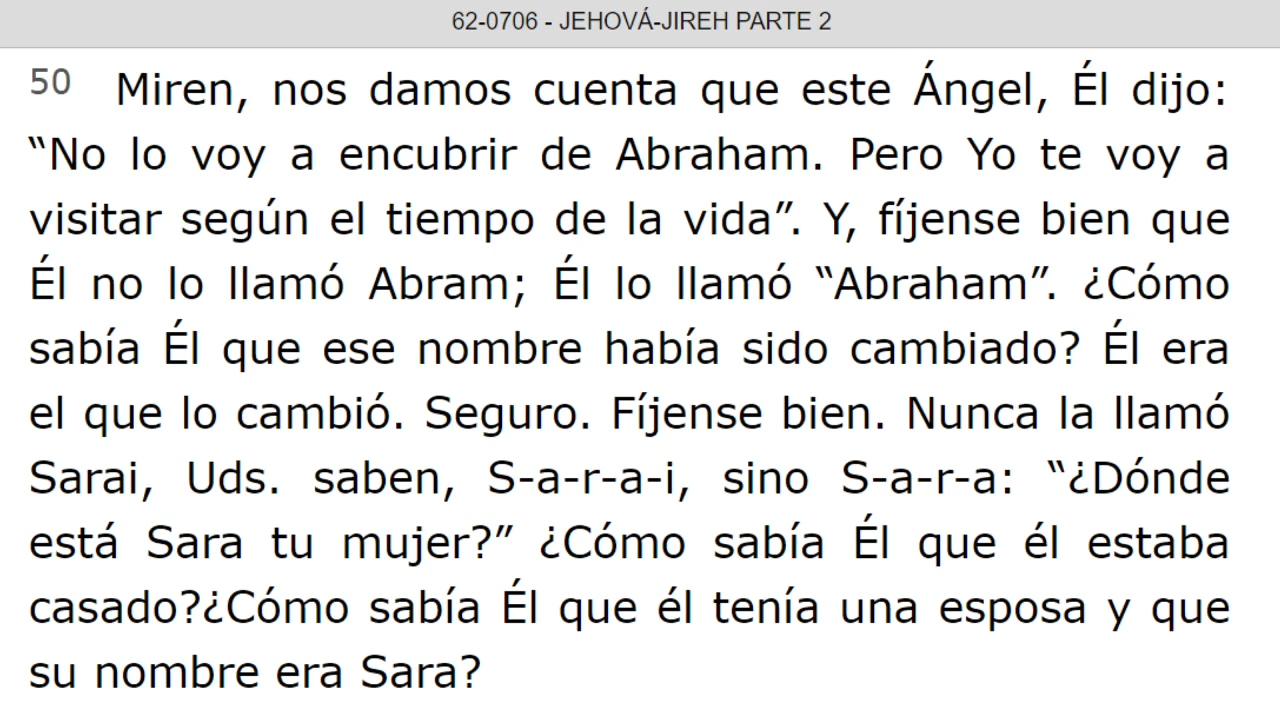 62-0706 - JEHOVÁ-JIREH PARTE 2
50 Miren, nos damos cuenta que este Ángel, Él dijo:
“No lo voy a encubrir de Abraham. Pero Yo te voy a
visitar según el tiempo de la vida”. Y, fíjense bien que
Él no lo llamó Abram; Él lo llamó “Abraham”. ¿Cómo
sabía Él que ese nombre había sido cambiado? Él era
el que lo cambió. Seguro. Fíjense bien. Nunca la llamó
Sarai, Uds. saben, S-a-r-a-i, sino S-a-r-a: “¿Dónde
está Sara tu mujer?” ¿Cómo sabía Él que él estaba
casado?¿Cómo sabía Él que él tenía una esposa y que
su nombre era Sara?